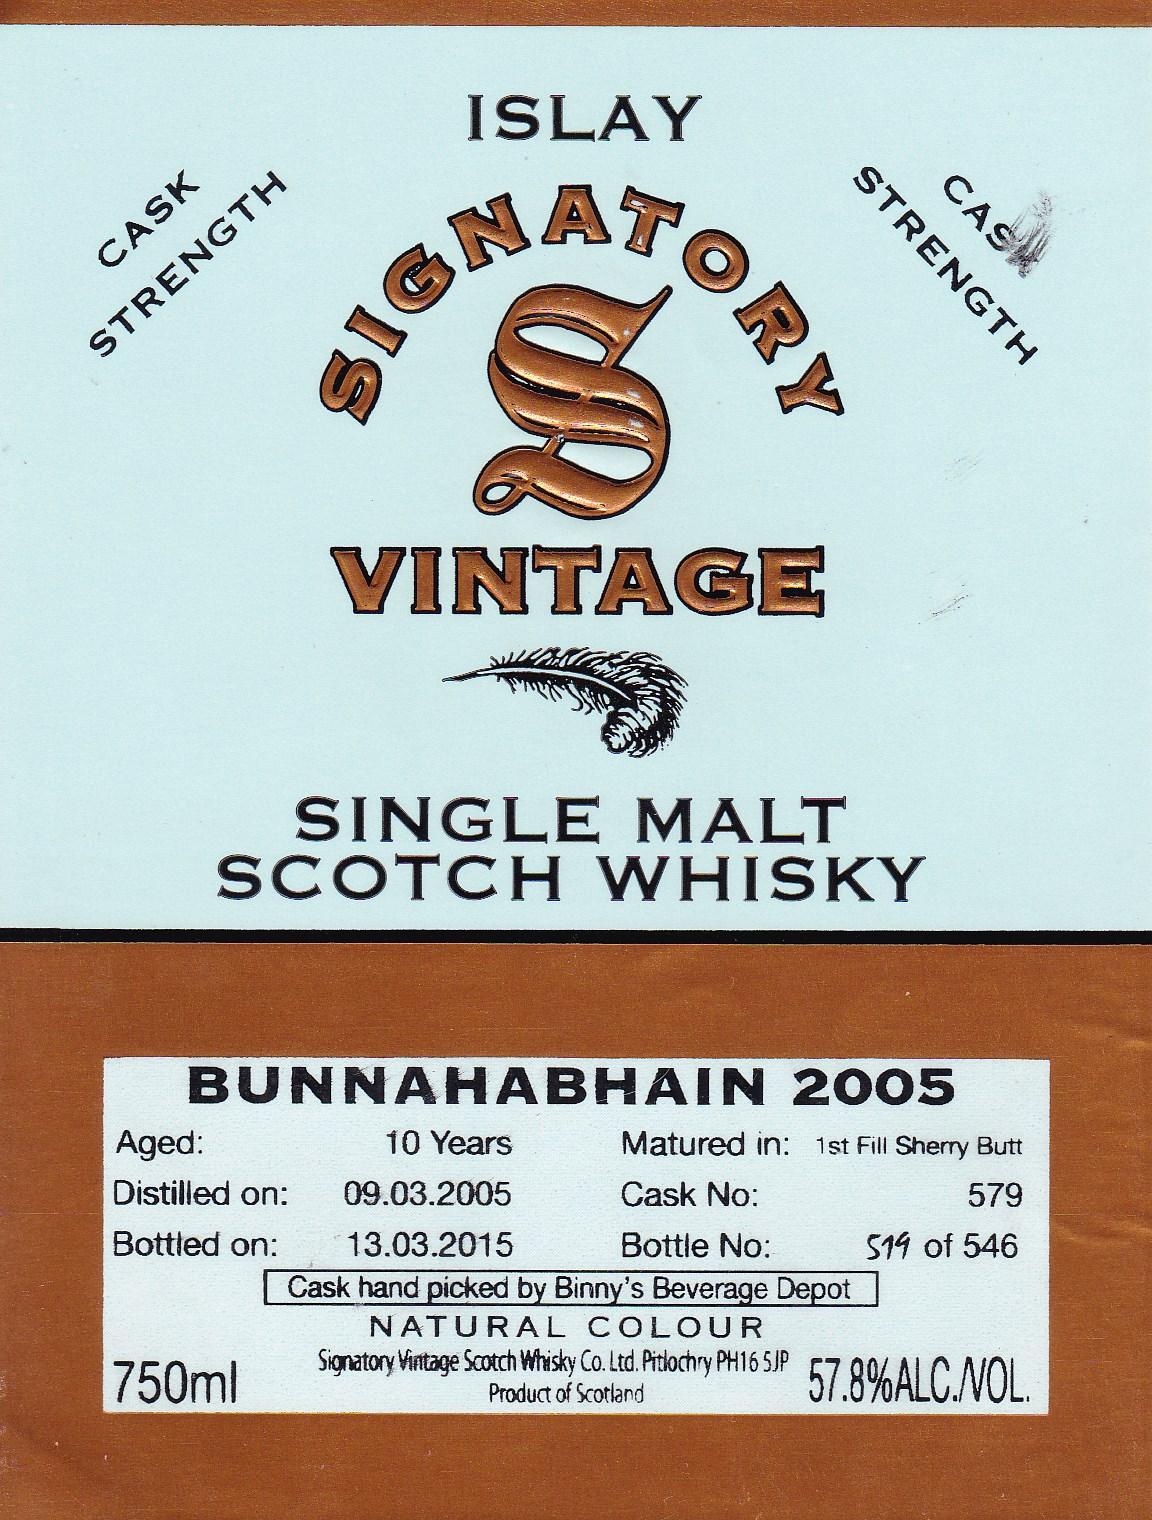 ISLAY
CASK
STRENGTH
CASK
STRENGTH
SIGNATORY
S
VINTAGE
SINGLE MALT
SCOTCH WHISKY
BUNNAHABHAIN 2005
Aged: 10 Years Matured in: 1st Fill Sherry Butt
Distilled on: 09.03.2005 Cask No: 579
Bottled on: 13.03.2015 Bottle No: 519 of 546
Cask hand picked by Binny's Beverage Depot
NATURAL COLOUR
750ml Signatory Vintage Scotch Whisky Co. Ltd. Pitlochry PH16 5JP 57.8%ALC./VOL.
Product of Scotland